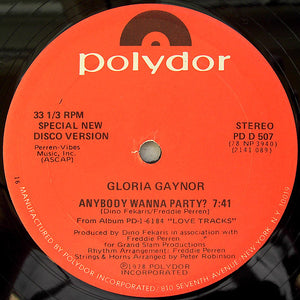 polydor
33 1/3 RPM
SPECIAL NEW
DISCO VERSION
Perren-Vibes
Music, Inc.
(ASCAP)
STEREO
PD D 507
(78 NP 3940)
(2141 089)
GLORIA GAYNOR
ANYBODY WANNA PARTY? 7:41
(Dino Fekaris/Freddie Perren)
From Album PD-1-6184 "LOVE TRACKS"
Produced by Dino Fekaris in association with
Freddie Perren
for Grand Slam Productions
Rhythm Arrangement: Freddie Perren
Strings & Horns Arranged by Peter Robinson
℗1978 POLYDOR
INCORPORATED
16 MANUFACTURED BY POLYDOR INCORPORATED/810 SEVENTH AVENUE/NEW YORK, N.Y. 10019